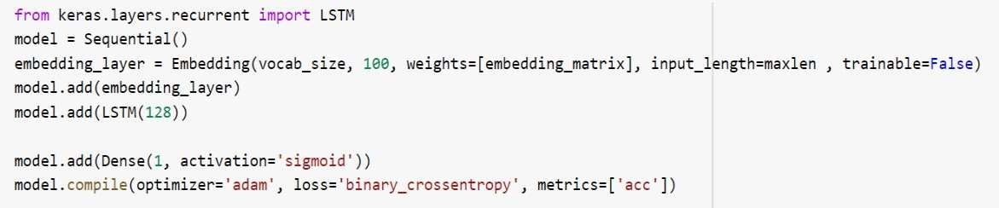 from keras.layers.recurrent import LSTM
model = Sequential()
embedding_layer = Embedding(vocab_size, 100, weights=[embedding_matrix], input_length=maxlen , trainable=False)
model.add(embedding_layer)
model.add(LSTM(128))
model.add(Dense(1, activation='sigmoid'))
model.compile(optimizer='adam', loss='binary_crossentropy', metrics=['acc'])